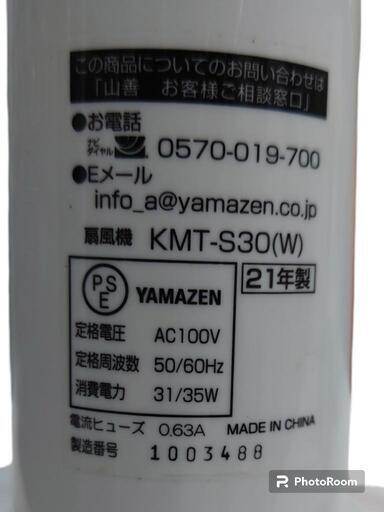 この商品についてのお問い合わせは
「山善 お客様ご相談窓口」
●お電話
ナビダイヤル 0570-019-700
●Eメール
info_a@yamazen.co.jp
扇風機 KMT-S30(W)
PSE YAMAZEN 21年製
定格電圧 AC100V
定格周波数 50/60Hz
消費電力 31/35W
電流ヒューズ 0.63A MADE IN CHINA
製造番号 1003488
PhotoRoom